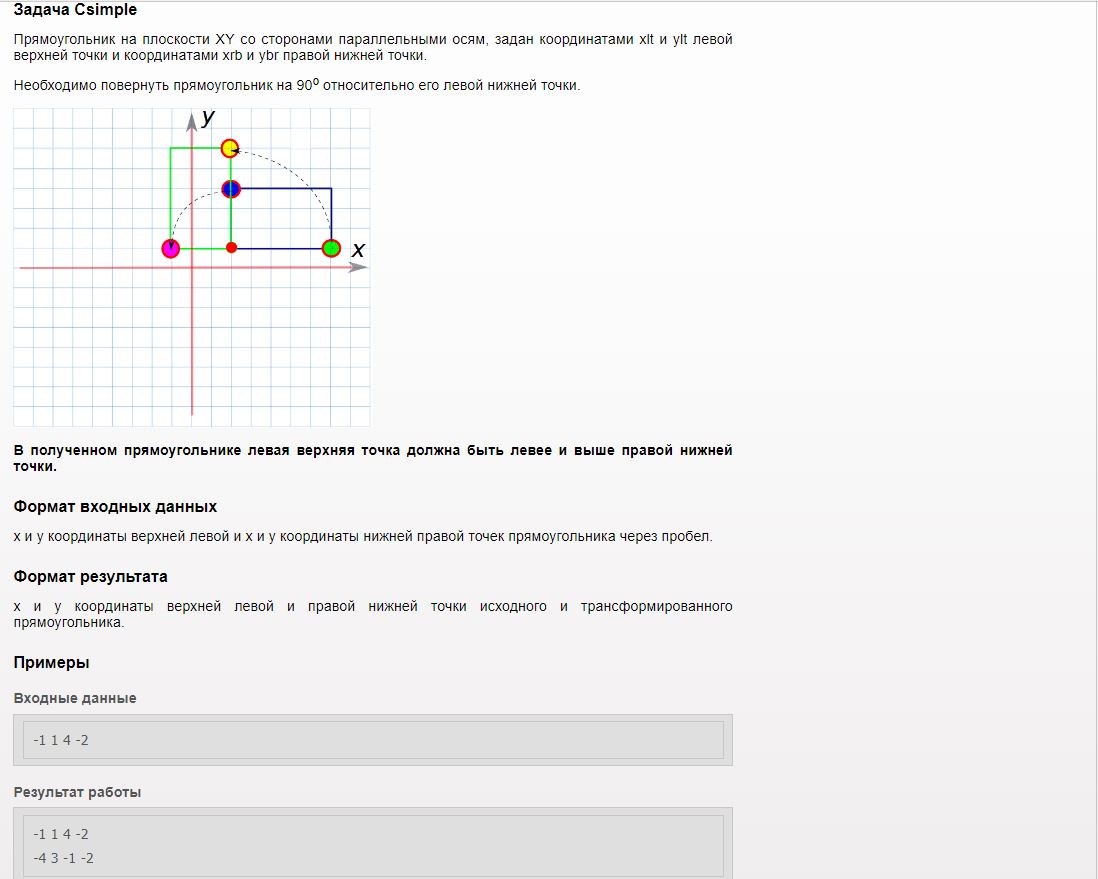 Задача Csimple
Прямоугольник на плоскости XY со сторонами параллельными осям, задан координатами xlt и ylt левой
верхней точки и координатами xrb и ybr правой нижней точки.
Необходимо повернуть прямоугольник на 90⁰ относительно его левой нижней точки.
y
x
В полученном прямоугольнике левая верхняя точка должна быть левее и выше правой нижней
точки.
Формат входных данных
x и y координаты верхней левой и x и y координаты нижней правой точек прямоугольника через пробел.
Формат результата
x и y координаты верхней левой и правой нижней точки исходного и трансформированного
прямоугольника.
Примеры
Входные данные
-1 1 4 -2
Результат работы
-1 1 4 -2
-4 3 -1 -2